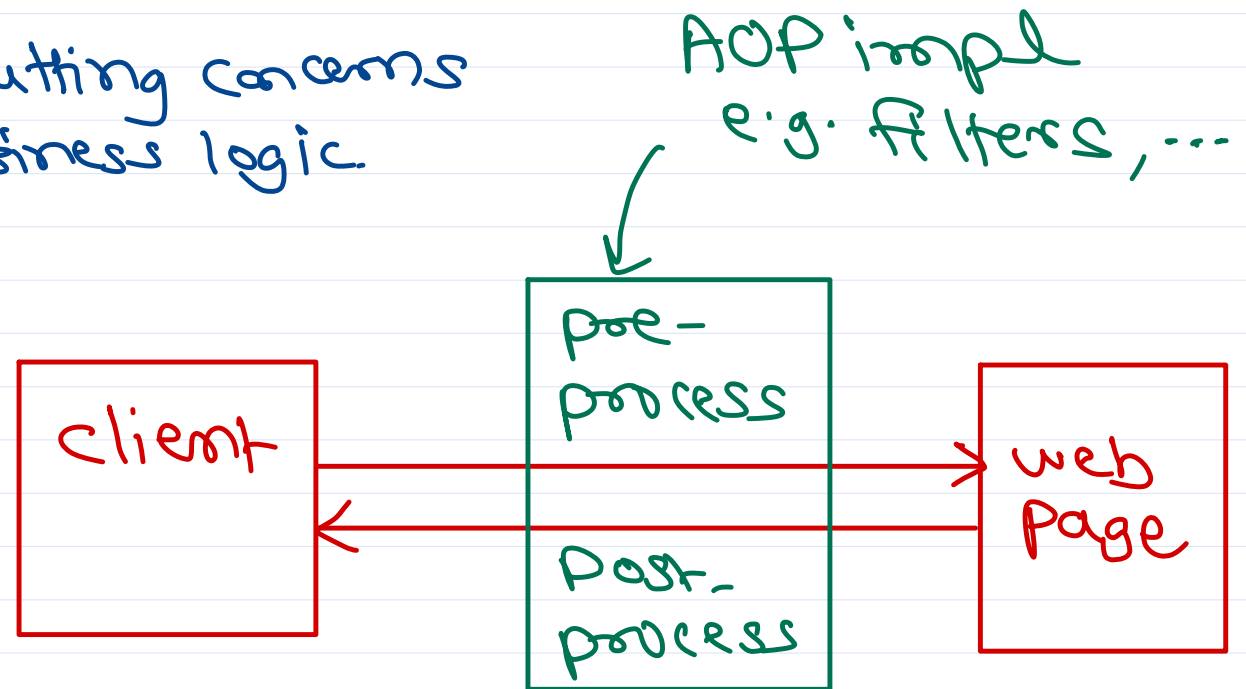 utting concerns
siness logic.
AOP impl
e.g. filters, ....
pre-
process
client
web
page
post-
process